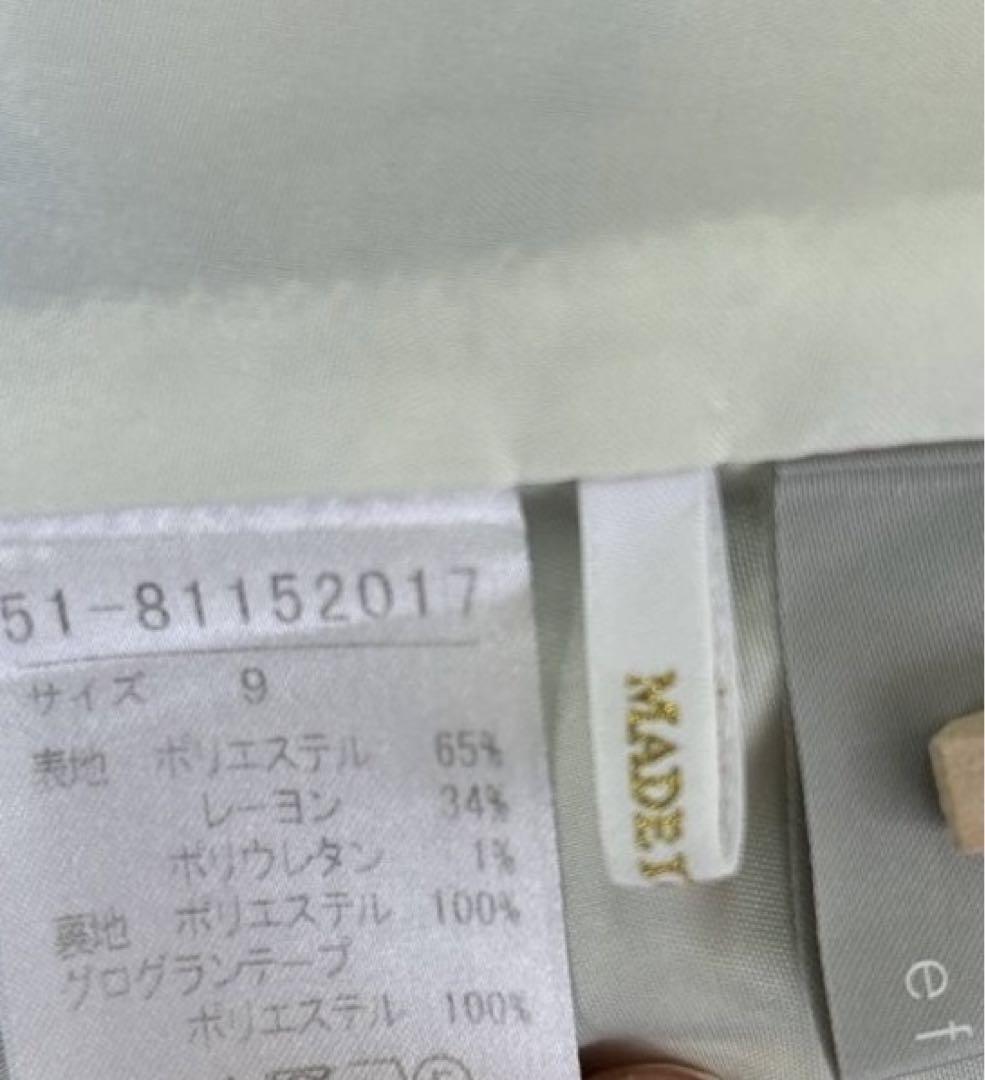 51-81152017
サイズ 9
表地 ポリエステル 65%
レーヨン 34%
ポリウレタン 1%
裏地 ポリエステル 100%
グログランテープ
ポリエステル 100%
MADE I
ef